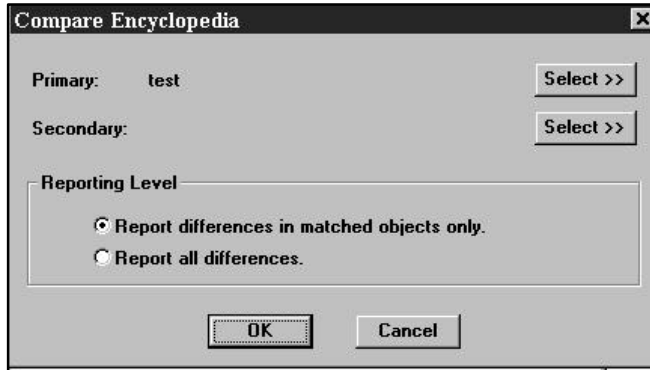 Compare Encyclopedia
Primary: test Select >>
Secondary: Select >>
Reporting Level
Report differences in matched objects only.
Report all differences.
OK Cancel